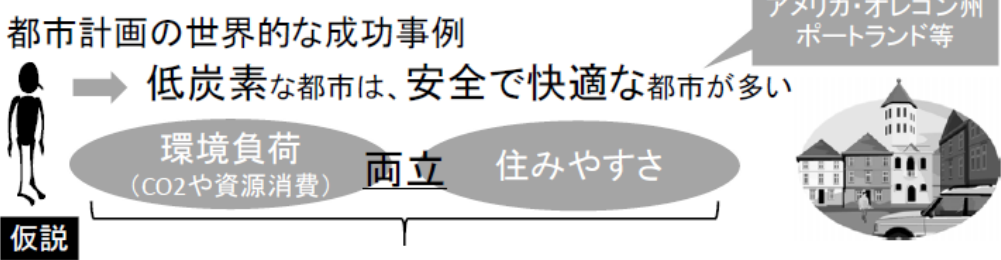 アメリカ・オレゴン州
ポートランド等
都市計画の世界的な成功事例
低炭素な都市は、安全で快適な都市が多い
環境負荷
（CO2や資源消費）
両立
住みやすさ
仮説